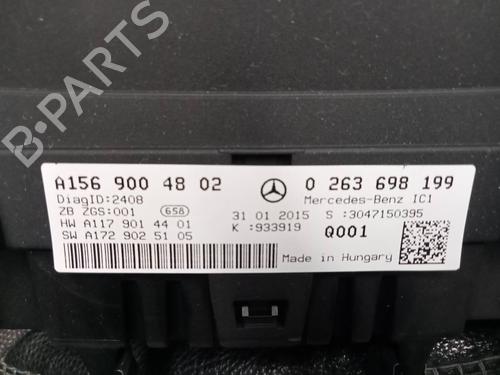 B-PARTS
A156 900 48 02
0 263 698 199
DiagID:2408
Mercedes-Benz IC1
ZB ZGS:001
658
31 01 2015
S :3047150395
HW A117 901 44 01
K :933919
Q001
SW A172 902 51 05
Made in Hungary